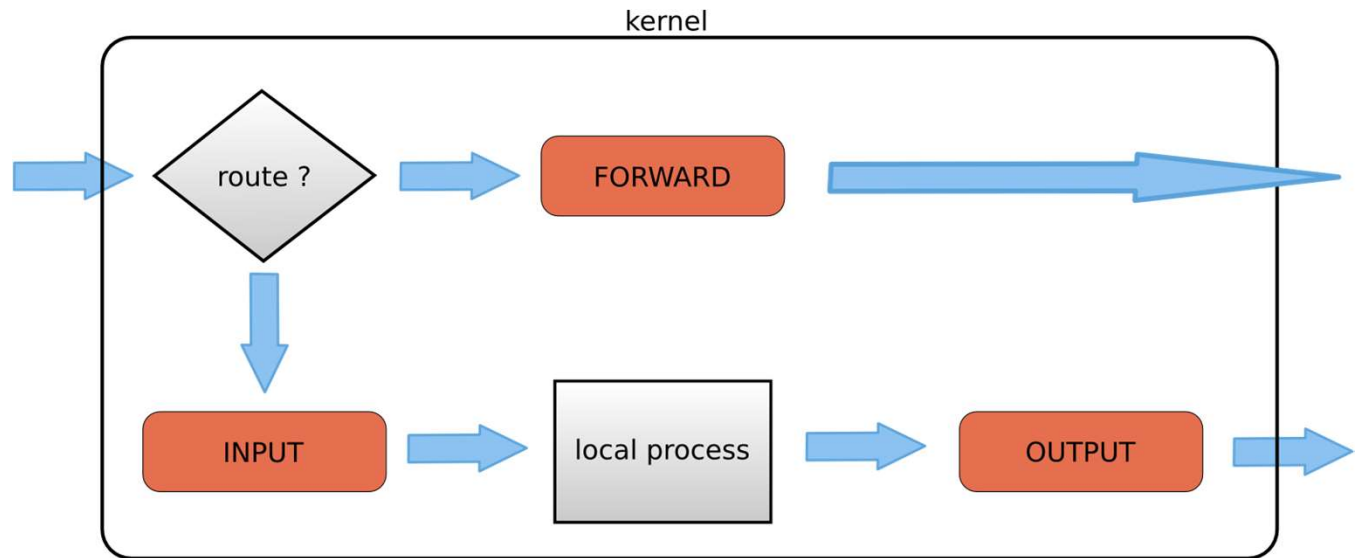 kernel
route ?
FORWARD
INPUT
local process
OUTPUT